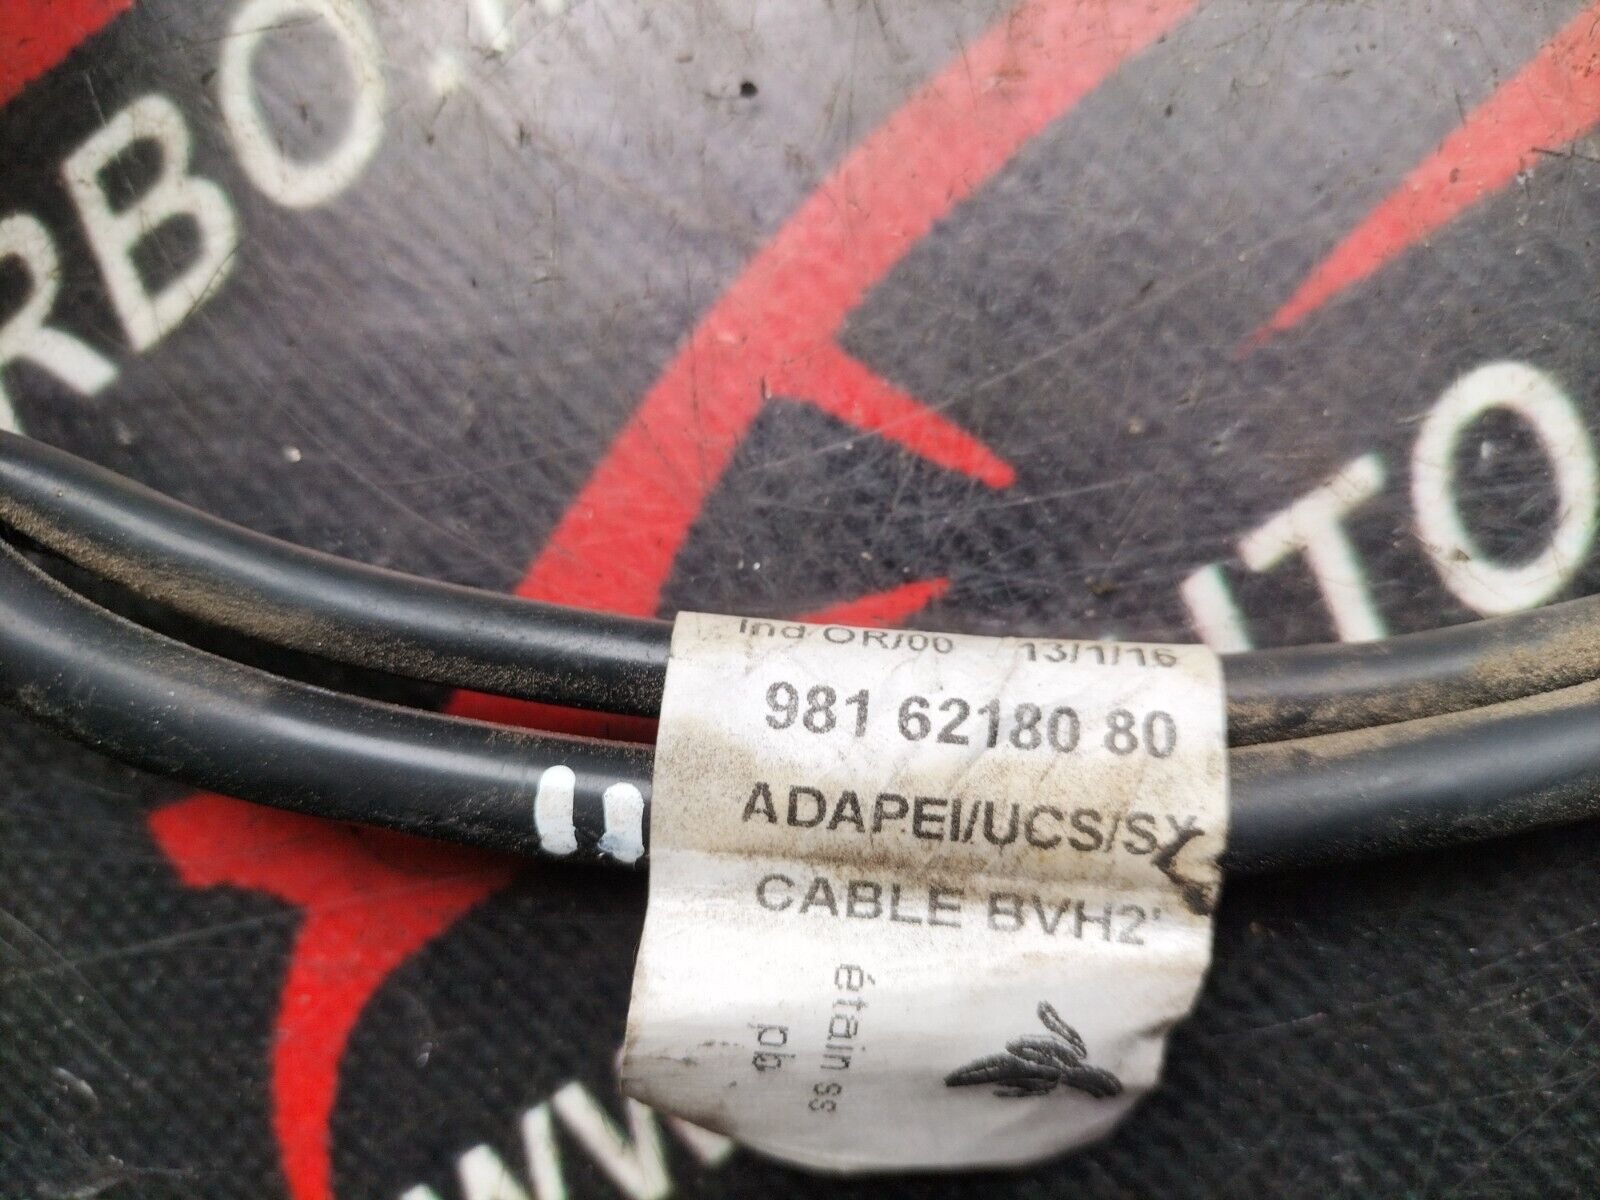 RBO.
ITO
Ind OR/00 13/1/16
981 62180 80
ADAPEI/UCS/SY
CABLE BVH2'
étain ss
pb